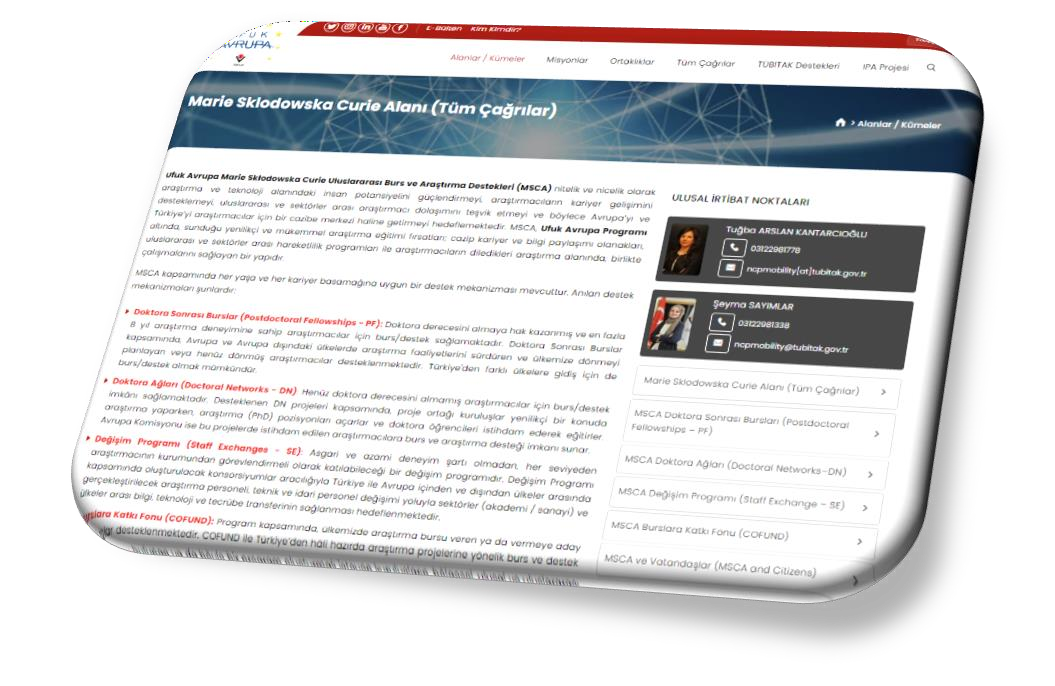 UFUK
AVRUPA
E-Bülten Kim Kimdir?
Alanlar / Kümeler Misyonlar Ortaklıklar Tüm Çağrılar TÜBİTAK Destekleri IPA Projesi
Marie Sklodowska Curie Alanı (Tüm Çağrılar)
> Alanlar / Kümeler
Ufuk Avrupa Marie Skłodowska Curie Uluslararası Burs ve Araştırma Destekleri (MSCA) nitelik ve nicelik olarak
araştırma ve teknoloji alanındaki insan potansiyelini güçlendirmeyi, araştırmacıların kariyer gelişimini
desteklemeyi, uluslararası ve sektörler arası araştırmacı dolaşımını teşvik etmeyi ve böylece Avrupa'yı ve
Türkiye'yi araştırmacılar için bir cazibe merkezi haline getirmeyi hedeflemektedir. MSCA, Ufuk Avrupa Programı
altında, sunduğu yenilikçi ve mükemmel araştırma eğitimi fırsatları; cazip kariyer ve bilgi paylaşımı olanakları,
uluslararası ve sektörler arası hareketlilik programları ile araştırmacıların diledikleri araştırma alanında, birlikte
çalışmalarını sağlayan bir yapıdır.
MSCA kapsamında her yaşa ve her kariyer basamağına uygun bir destek mekanizması mevcuttur. Anılan destek
mekanizmaları şunlardır:
Doktora Sonrası Burslar (Postdoctoral Fellowships - PF): Doktora derecesini almaya hak kazanmış ve en fazla
8 yıl araştırma deneyimine sahip araştırmacılar için burs/destek sağlamaktadır. Doktora Sonrası Burslar
kapsamında, Avrupa ve Avrupa dışındaki ülkelerde araştırma faaliyetlerini sürdüren ve ülkemize dönmeyi
planlayan veya henüz dönmüş araştırmacılar desteklenmektedir. Türkiye'den farklı ülkelere gidiş için de
burs/destek almak mümkündür.
Doktora Ağları (Doctoral Networks - DN): Henüz doktora derecesini almamış araştırmacılar için burs/destek
imkânı sağlamaktadır. Desteklenen DN projeleri kapsamında, proje ortağı kuruluşlar yenilikçi bir konuda
araştırma yaparken, araştırma (PhD) pozisyonları açarlar ve doktora öğrencileri istihdam ederek eğitirler.
Avrupa Komisyonu ise bu projelerde istihdam edilen araştırmacılara burs ve araştırma desteği imkanı sunar.
Değişim Programı (Staff Exchanges - SE): Asgari ve azami deneyim şartı olmadan, her seviyeden
araştırmacının kurumundan görevlendirmeli olarak katılabileceği bir değişim programıdır. Değişim Programı
kapsamında oluşturulacak konsorsiyumlar aracılığıyla Türkiye ile Avrupa içinden ve dışından ülkeler arasında
gerçekleştirilecek araştırma personeli, teknik ve idari personel değişimi yoluyla sektörler (akademi / sanayi) ve
ülkeler arası bilgi, teknoloji ve tecrübe transferinin sağlanması hedeflenmektedir.
Burslara Katkı Fonu (COFUND): Program kapsamında, ülkemizde araştırma bursu veren ya da vermeye aday
desteklenmektedir. COFUND ile Türkiye'den hâli hazırda araştırma projelerine yönelik burs ve destek
ULUSAL İRTİBAT NOKTALARI
Tuğba ARSLAN KANTARCIOĞLU
03122981778
ncpmobility[at]tubitak.gov.tr
Şeyma SAYIMLAR
03122981338
ncpmobility@tubitak.gov.tr
Marie Sklodowska Curie Alanı (Tüm Çağrılar) >
MSCA Doktora Sonrası Bursları (Postdoctoral
Fellowships – PF) >
MSCA Doktora Ağları (Doctoral Networks–DN) >
MSCA Değişim Programı (Staff Exchange – SE) >
MSCA Burslara Katkı Fonu (COFUND) >
MSCA ve Vatandaşlar (MSCA and Citizens) >